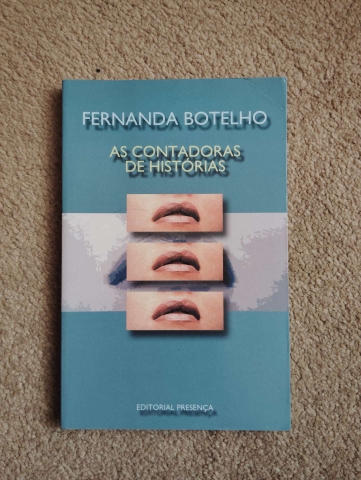 FERNANDA BOTELHO
AS CONTADORAS
DE HISTÓRIAS
EDITORIAL PRESENÇA